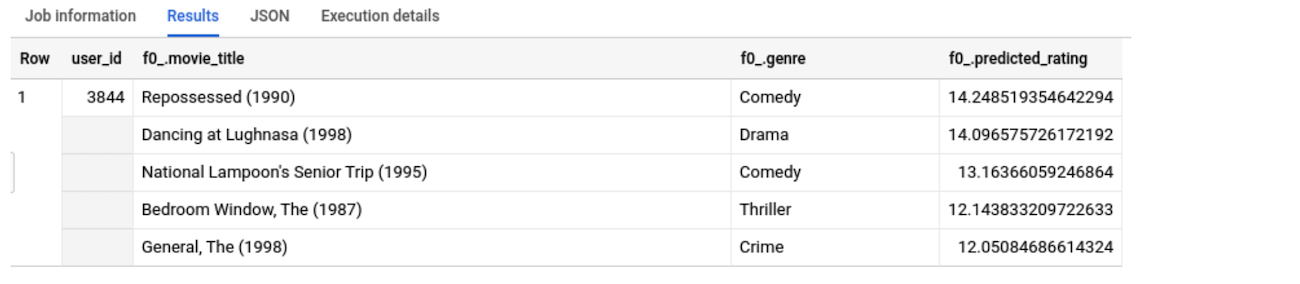 Job information Results JSON Execution details
Row user_id f0_.movie_title f0_.genre f0_.predicted_rating
1 3844 Repossessed (1990) Comedy 14.248519354642294
Dancing at Lughnasa (1998) Drama 14.096575726172192
National Lampoon's Senior Trip (1995) Comedy 13.16366059246864
Bedroom Window, The (1987) Thriller 12.143833209722633
General, The (1998) Crime 12.05084686614324